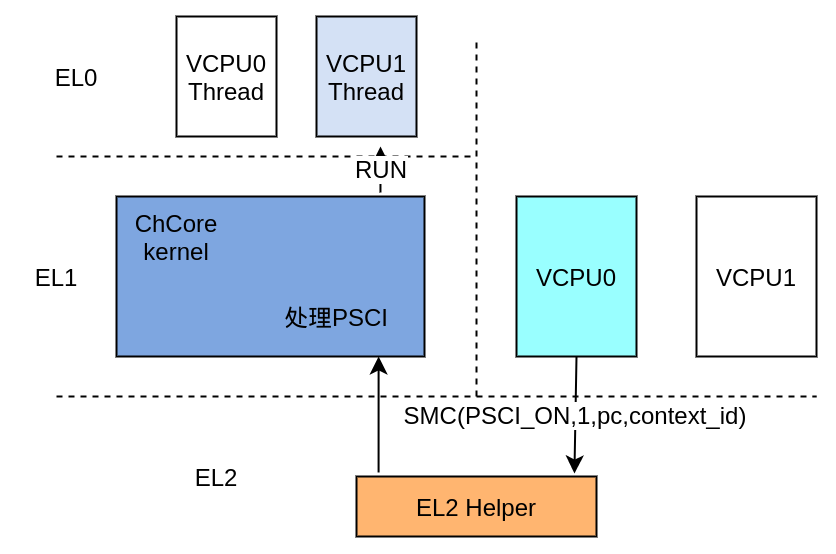 EL0
VCPU0
Thread
VCPU1
Thread
RUN
EL1
ChCore
kernel
处理PSCI
VCPU0
VCPU1
SMC(PSCI_ON,1,pc,context_id)
EL2
EL2 Helper